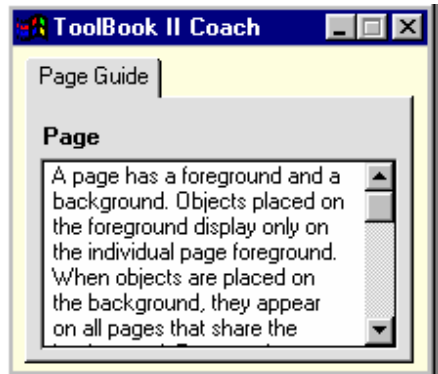 ToolBook II Coach
Page Guide
Page
A page has a foreground and a
background. Objects placed on
the foreground display only on
the individual page foreground.
When objects are placed on
the background, they appear
on all pages that share the